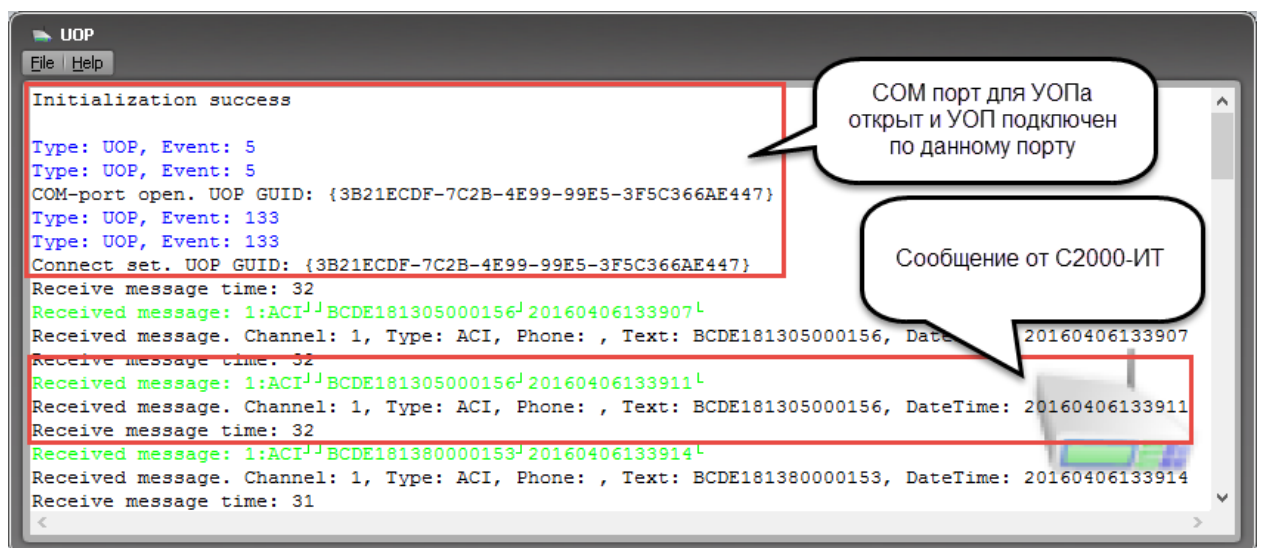 UOP
File Help
Initialization success
СОМ порт для УОПа
открыт и УОП подключен
по данному порту
Type: UOP, Event: 5
Type: UOP, Event: 5
COM-port open. UOP GUID: {3B21ECDF-7C2B-4E99-99E5-3F5C366AE447}
Type: UOP, Event: 133
Type: UOP, Event: 133
Connect set. UOP GUID: {3B21ECDF-7C2B-4E99-99E5-3F5C366AE447}
Сообщение от С2000-ИТ
Receive message time: 32
Received message: 1:ACI┘┘BCDE181305000156┘20160406133907└
Received message. Channel: 1, Type: ACI, Phone: , Text: BCDE181305000156, 20160406133907
Receive message time: 32
Received message: 1:ACI┘┘BCDE181305000156┘20160406133911└
Received message. Channel: 1, Type: ACI, Phone: , Text: BCDE181305000156, DateTime: 20160406133911
Receive message time: 32
Received message: 1:ACI┘┘BCDE181380000153┘20160406133914└
Received message. Channel: 1, Type: ACI, Phone: , Text: BCDE181380000153, DateTime: 20160406133914
Receive message time: 31